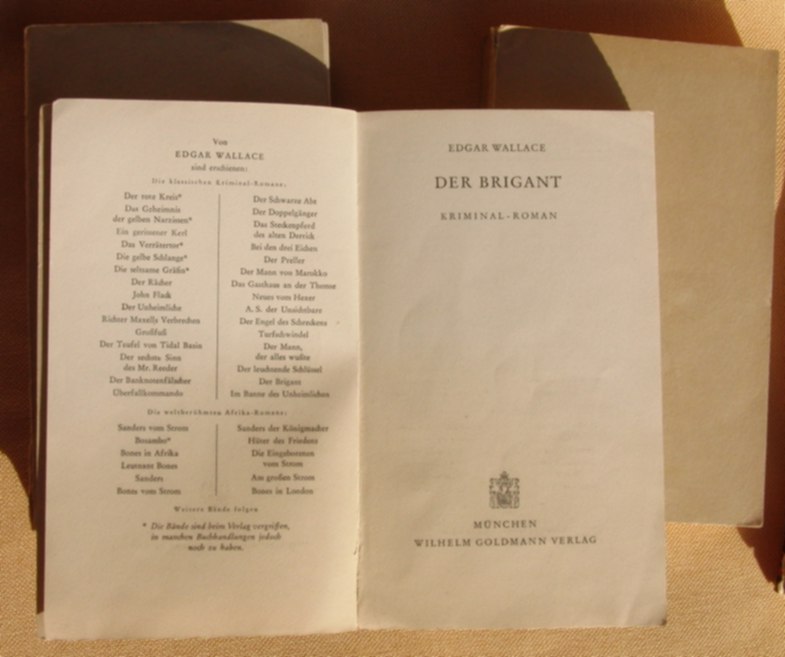 Von
EDGAR WALLACE
sind erschienen:
Die klassischen Kriminal-Romane:
Der rote Kreis*
Das Geheimnis
der gelben Narzissen*
Ein gerissener Kerl
Das Verrätertor*
Die gelbe Schlange*
Die seltsame Gräfin*
Der Rächer
John Flack
Der Unheimliche
Richter Maxells Verbrechen
Großfuß
Der Teufel von Tidal Basin
Der sechste Sinn
des Mr. Reeder
Der Banknotenfälscher
Überfallkommando
Der Schwarze Abt
Der Doppelgänger
Das Steckenpferd
des alten Derrick
Bei den drei Eichen
Der Preller
Der Mann von Marokko
Das Gasthaus an der Themse
Neues vom Hexer
A. S. der Unsichtbare
Der Engel des Schreckens
Turfschwindel
Der Mann,
der alles wußte
Der leuchtende Schlüssel
Der Brigant
Im Banne des Unheimlichen
Die weltberühmten Afrika-Romane:
Sanders vom Strom
Bosambo*
Bones in Afrika
Leutnant Bones
Sanders
Bones vom Strom
Sanders der Königmacher
Hüter des Friedens
Die Eingeborenen
vom Strom
Am großen Strom
Bones in London
Weitere Bände folgen
* Die Bände sind beim Verlag vergriffen,
in manchen Buchhandlungen jedoch
noch zu haben.
EDGAR WALLACE
DER BRIGANT
KRIMINAL-ROMAN
MÜNCHEN
WILHELM GOLDMANN VERLAG